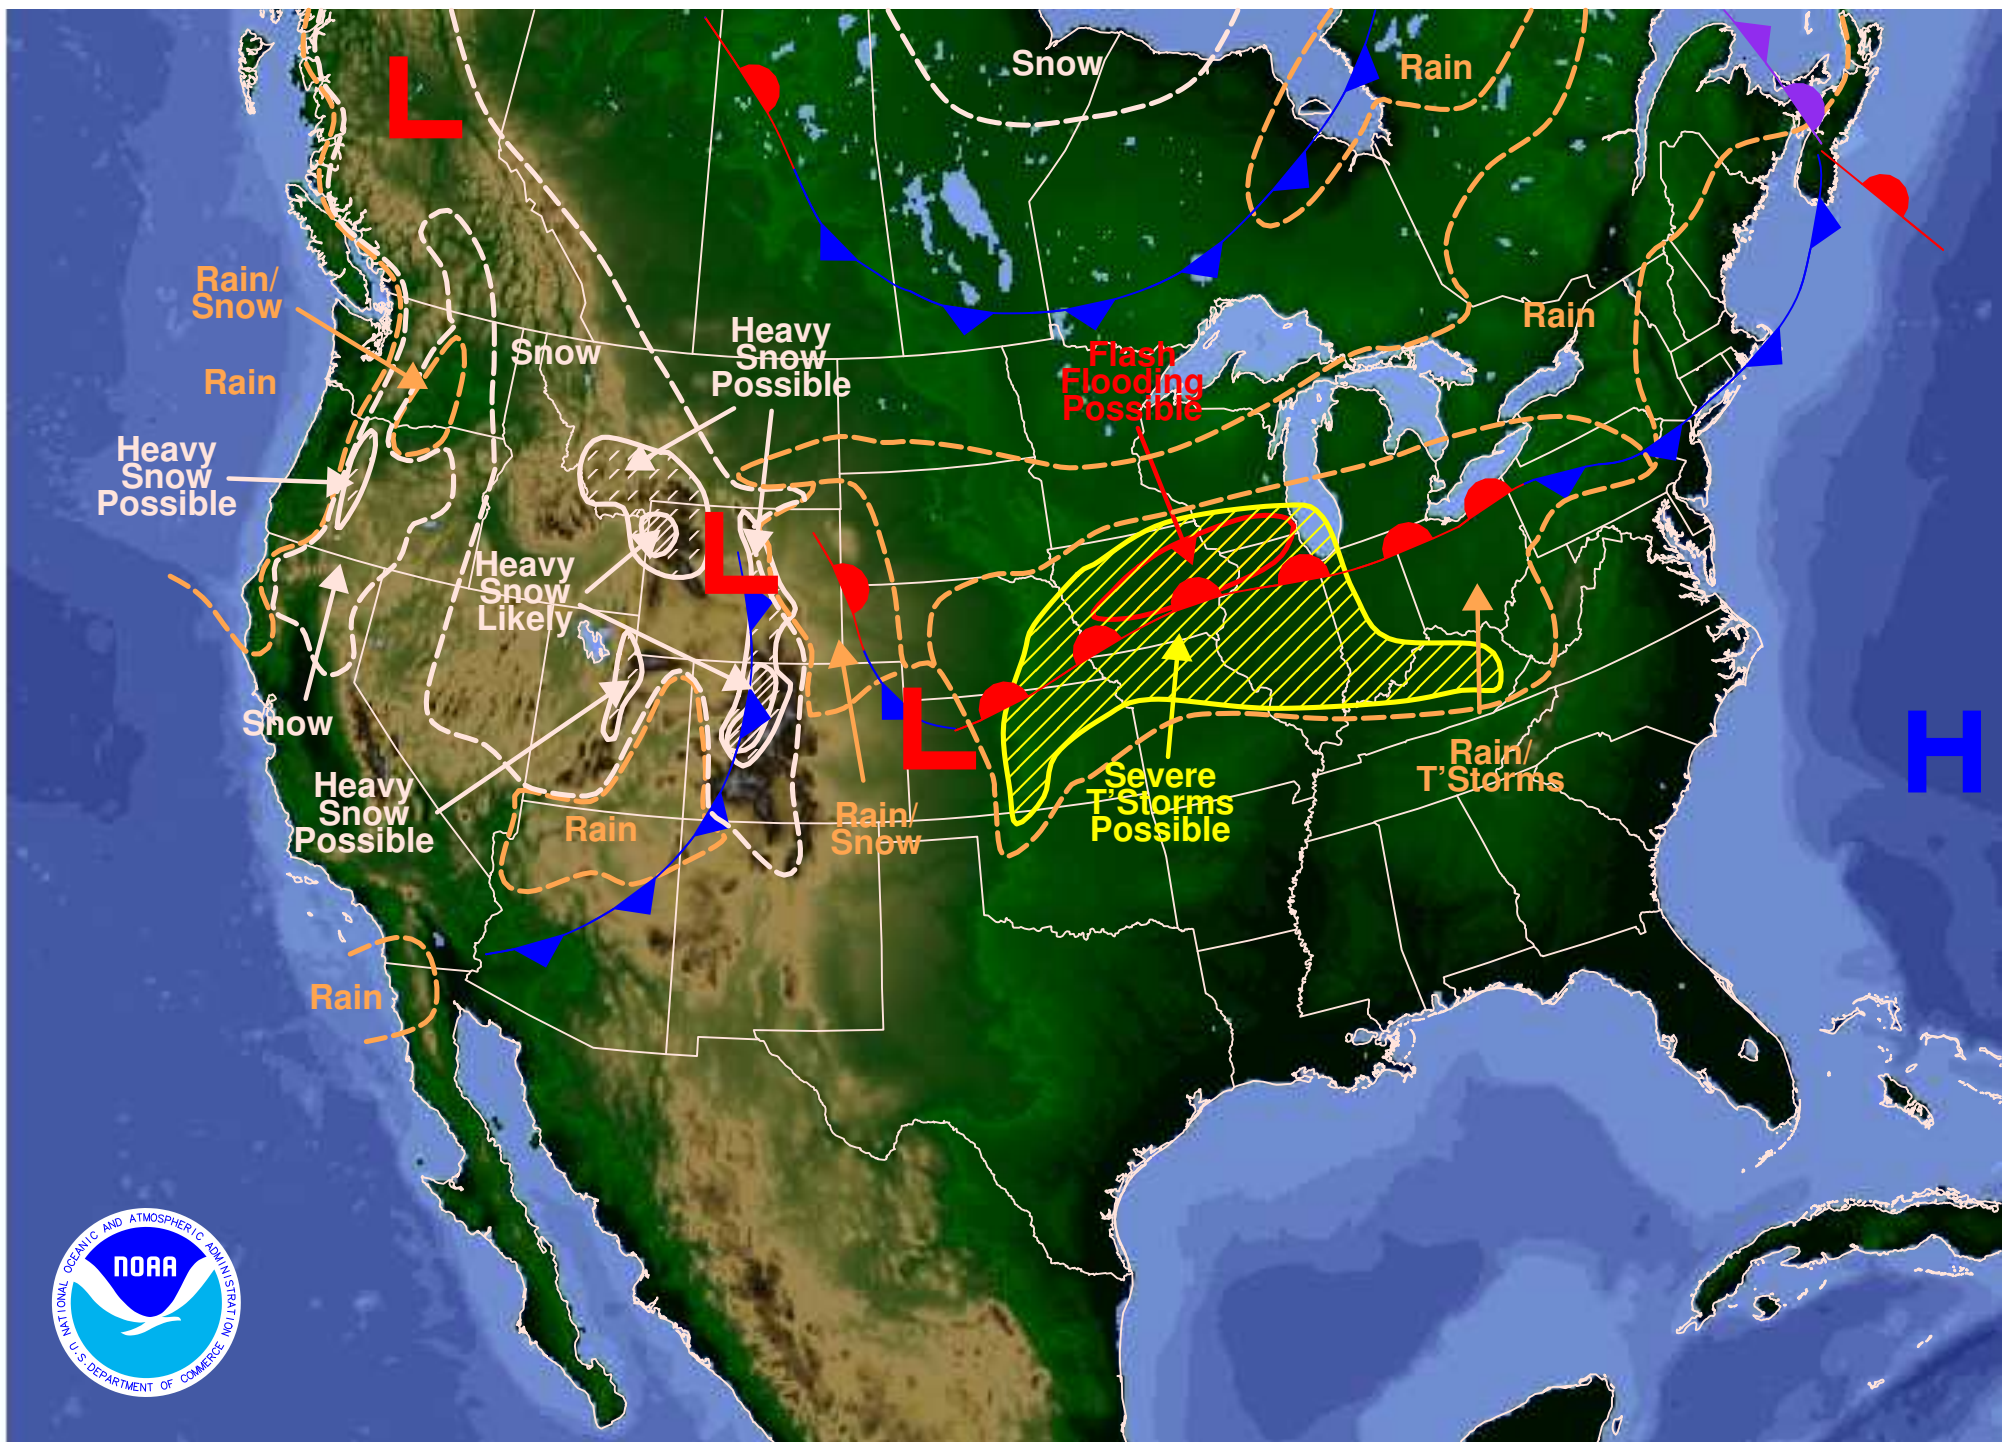 Snow
Rain
L
Rain/
Snow
Rain
Snow
Heavy
Snow
Possible
Flash
Flooding
Possible
Rain
Heavy
Snow
Possible
L
Heavy
Snow
Likely
Snow
L
H
Heavy
Snow
Possible
Rain
Rain/
Snow
Severe
T'Storms
Possible
Rain/
T'Storms
Rain
NATIONAL OCEANIC AND ATMOSPHERIC ADMINISTRATION
NOAA
U.S. DEPARTMENT OF COMMERCE